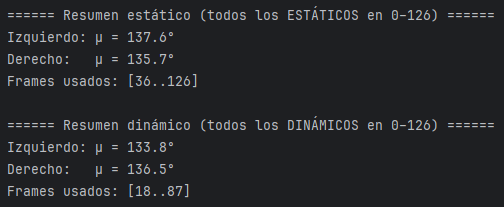 ====== Resumen estático (todos los ESTÁTICOS en 0-126) ======
Izquierdo: μ = 137.6°
Derecho:   μ = 135.7°
Frames usados: [36..126]

====== Resumen dinámico (todos los DINÁMICOS en 0-126) ======
Izquierdo: μ = 133.8°
Derecho:   μ = 136.5°
Frames usados: [18..87]